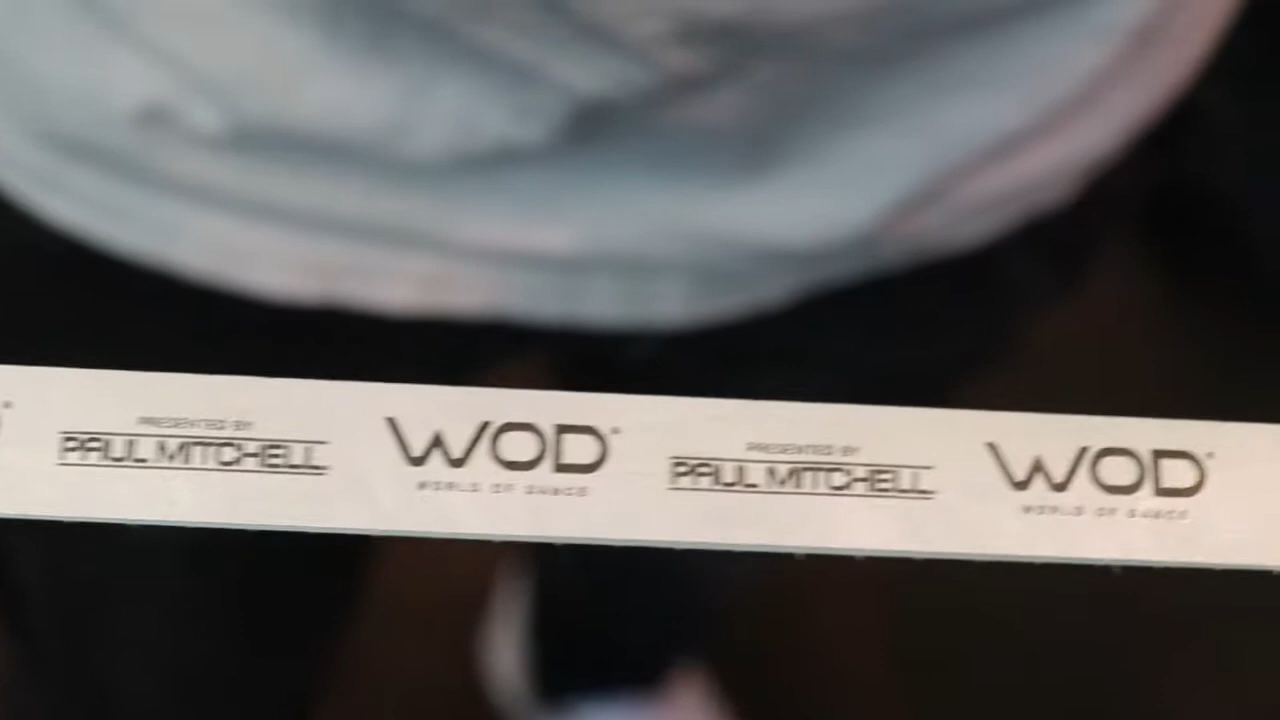 PRESENTED BY
PAUL MITCHELL
WOD
WORLD OF DANCE
PRESENTED BY
PAUL MITCHELL
WOD
WORLD OF DANCE